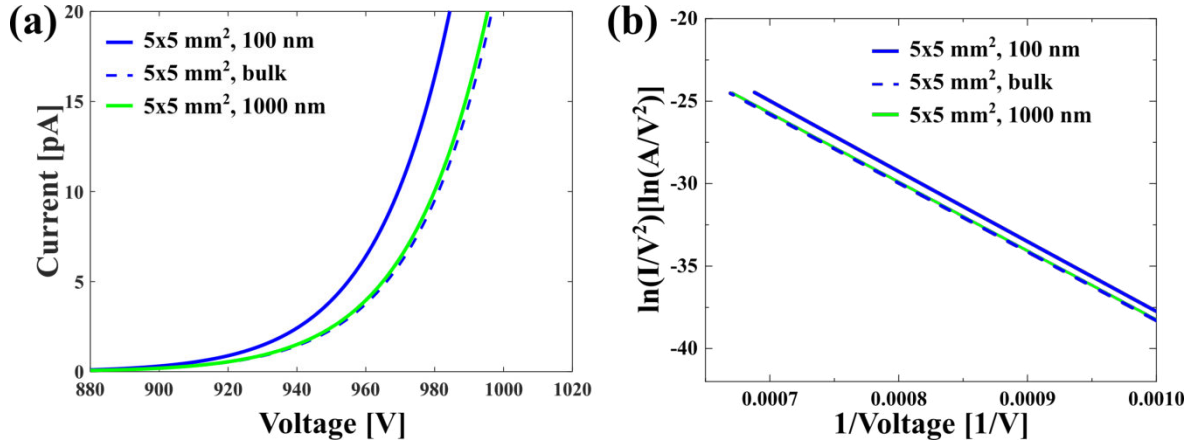 (a)
5x5 mm², 100 nm
5x5 mm², bulk
5x5 mm², 1000 nm
Current [pA]
20
15
10
5
0
880 900 920 940 960 980 1000 1020
Voltage [V]
(b)
5x5 mm², 100 nm
5x5 mm², bulk
5x5 mm², 1000 nm
ln(I/V²)[ln(A/V²)]
-20
-25
-30
-35
-40
0.0007 0.0008 0.0009 0.0010
1/Voltage [1/V]